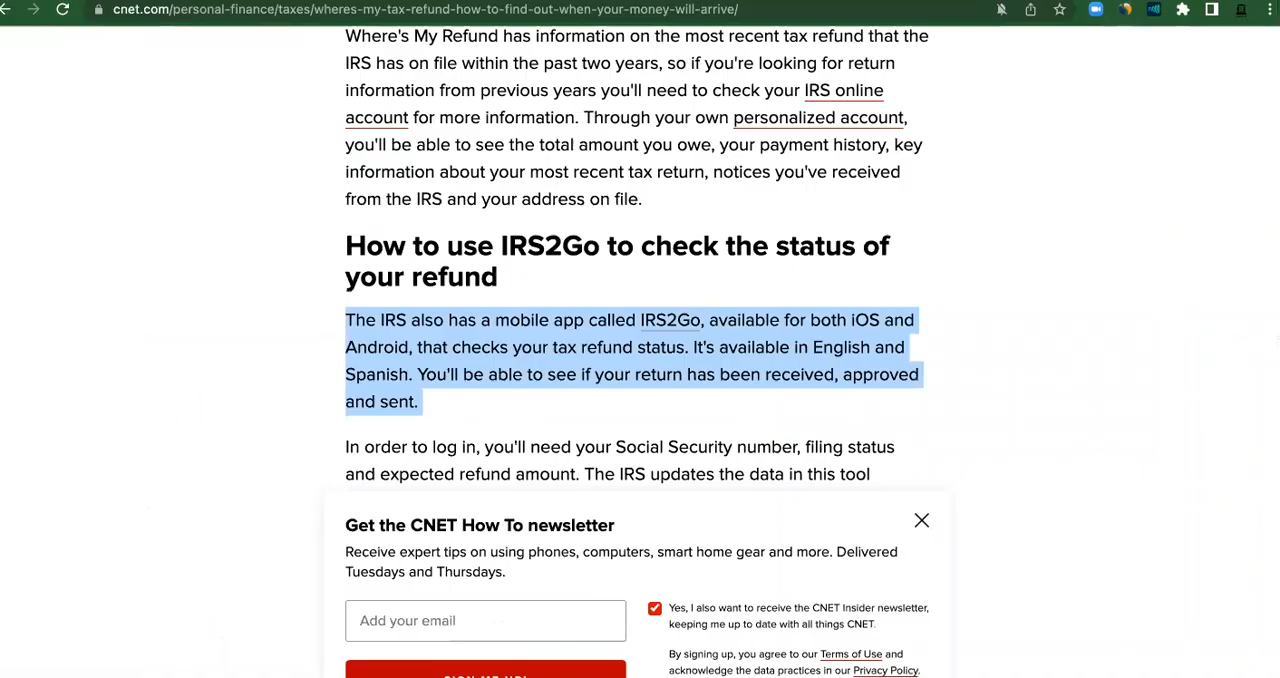 cnet.com/personal-finance/taxes/wheres-my-tax-refund-how-to-find-out-when-your-money-will-arrive/
Where's My Refund has information on the most recent tax refund that the
IRS has on file within the past two years, so if you're looking for return
information from previous years you'll need to check your IRS online
account for more information. Through your own personalized account,
you'll be able to see the total amount you owe, your payment history, key
information about your most recent tax return, notices you've received
from the IRS and your address on file.
How to use IRS2Go to check the status of
your refund
The IRS also has a mobile app called IRS2Go, available for both iOS and
Android, that checks your tax refund status. It's available in English and
Spanish. You'll be able to see if your return has been received, approved
and sent.
In order to log in, you'll need your Social Security number, filing status
and expected refund amount. The IRS updates the data in this tool
Get the CNET How To newsletter
Receive expert tips on using phones, computers, smart home gear and more. Delivered
Tuesdays and Thursdays.
Add your email
Yes, I also want to receive the CNET Insider newsletter,
keeping me up to date with all things CNET.
By signing up, you agree to our Terms of Use and
acknowledge the data practices in our Privacy Policy.